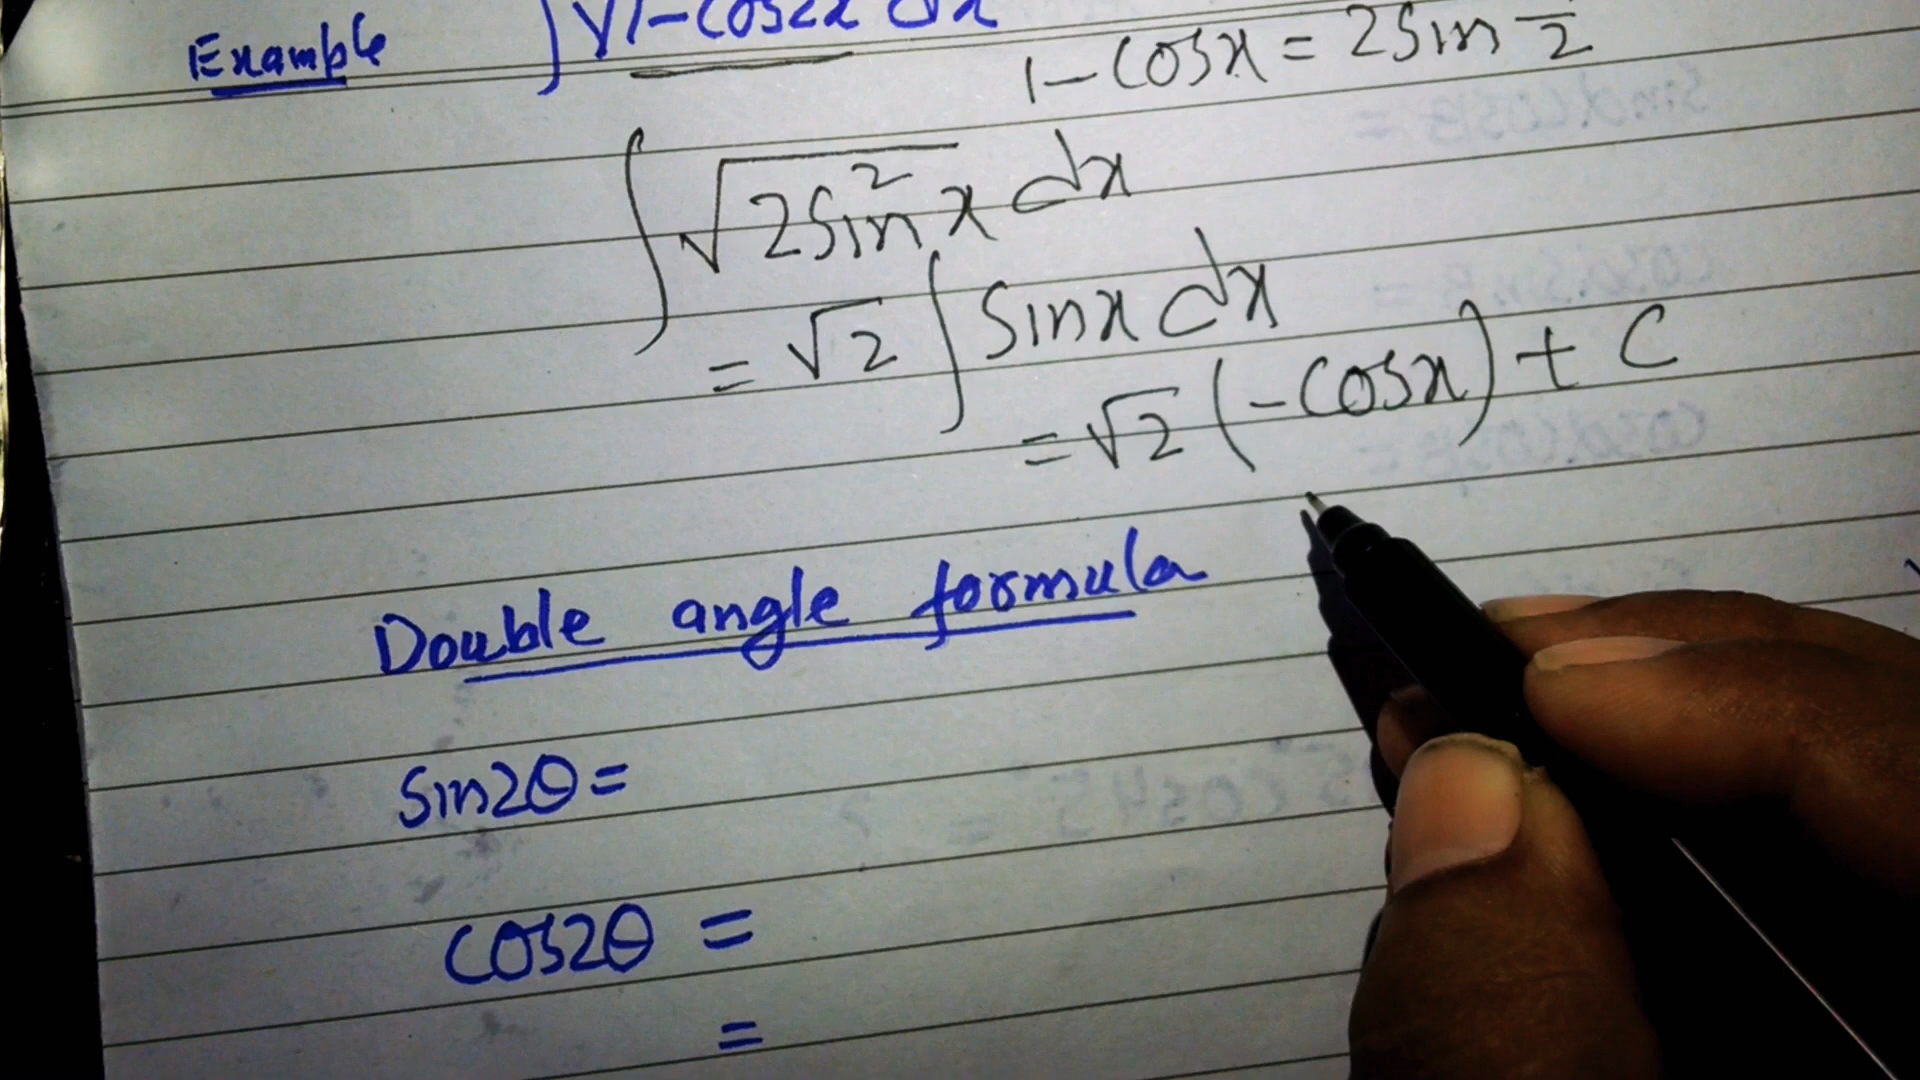 Example ∫√1-cos2x dx
1-cosx = 2sin x/2
∫√2sin²x dx
= √2 ∫ sinx dx
= √2 (-cosx) + C
Double angle formula
Sin2θ =
cos2θ =
=